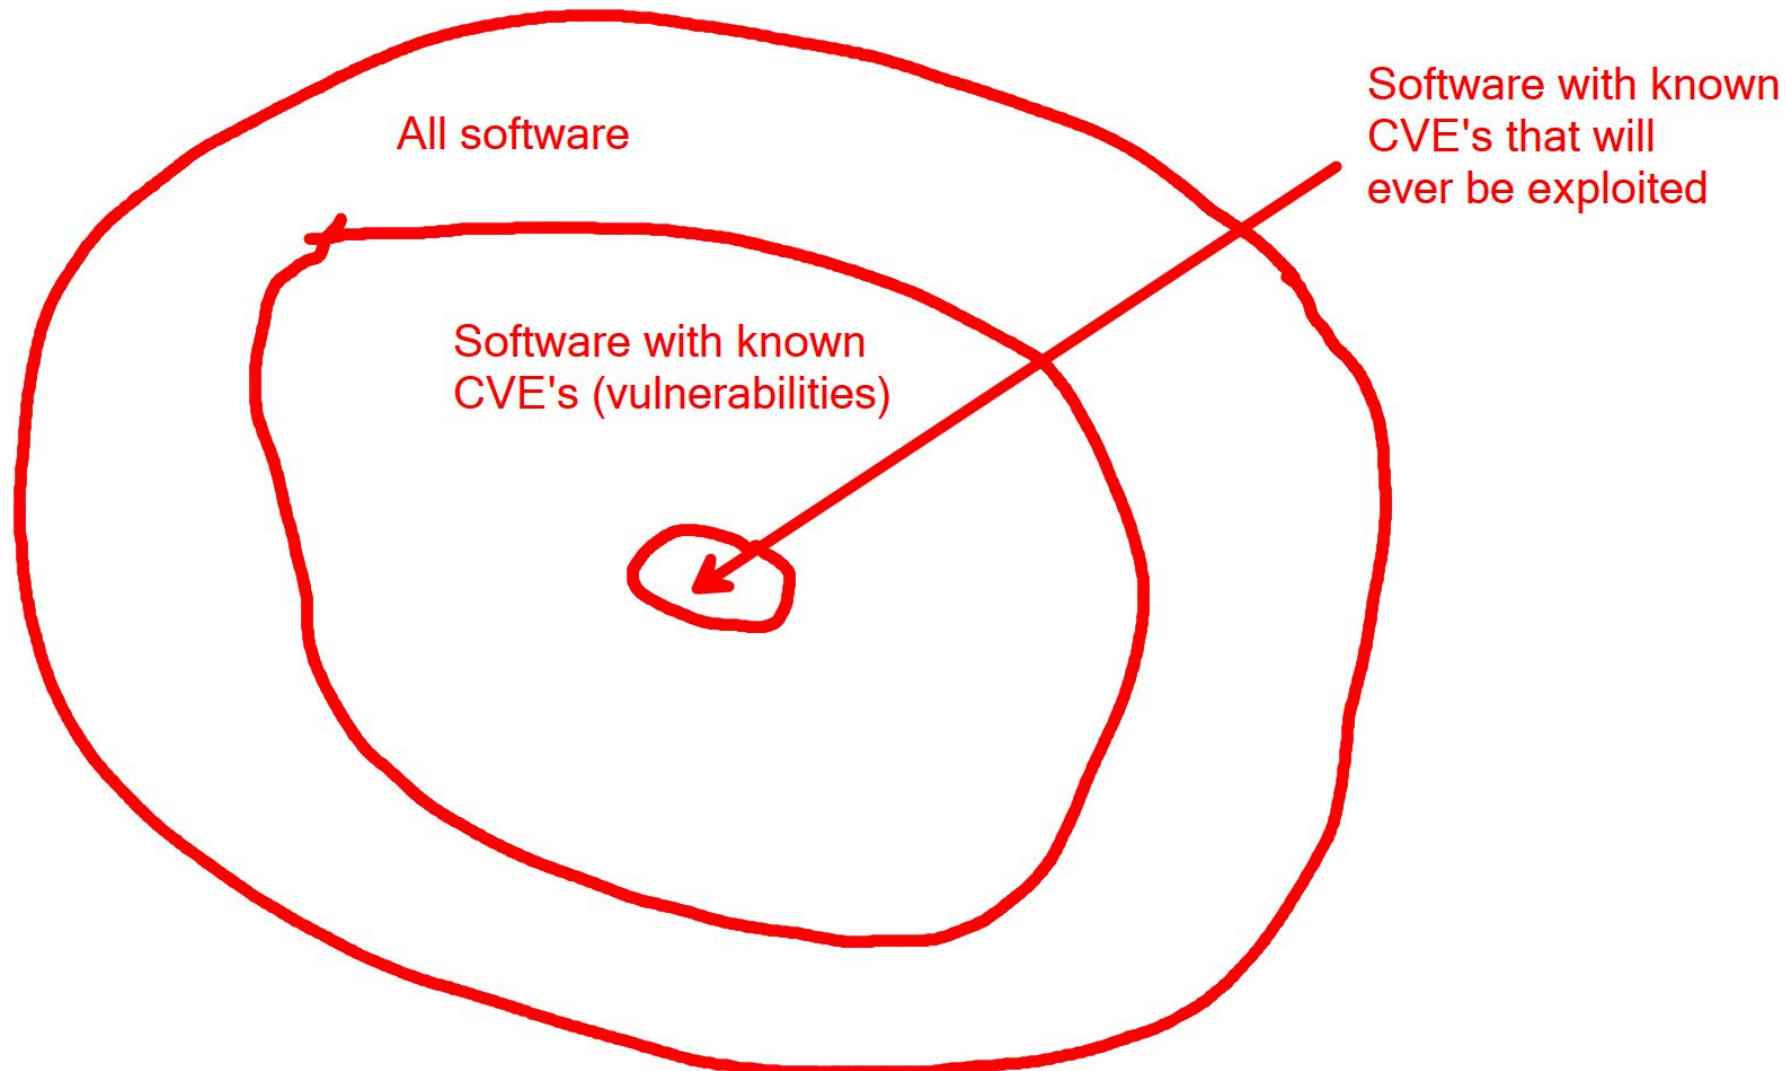 All software
Software with known
CVE's that will
ever be exploited
Software with known
CVE's (vulnerabilities)